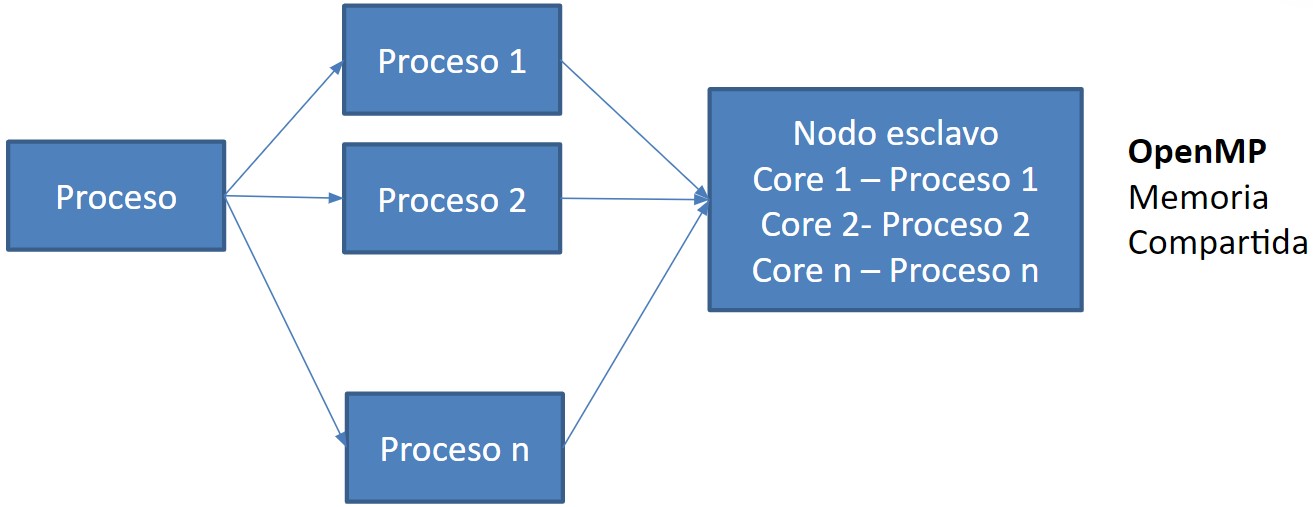 Proceso
Proceso 1
Proceso 2
Proceso n
Nodo esclavo
Core 1 – Proceso 1
Core 2- Proceso 2
Core n – Proceso n
OpenMP
Memoria
Compartida